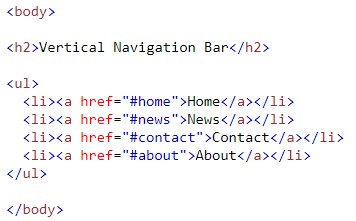 <body>
<h2>Vertical Navigation Bar</h2>
<ul>
<li><a href="#home">Home</a></li>
<li><a href="#news">News</a></li>
<li><a href="#contact">Contact</a></li>
<li><a href="#about">About</a></li>
</ul>
</body>